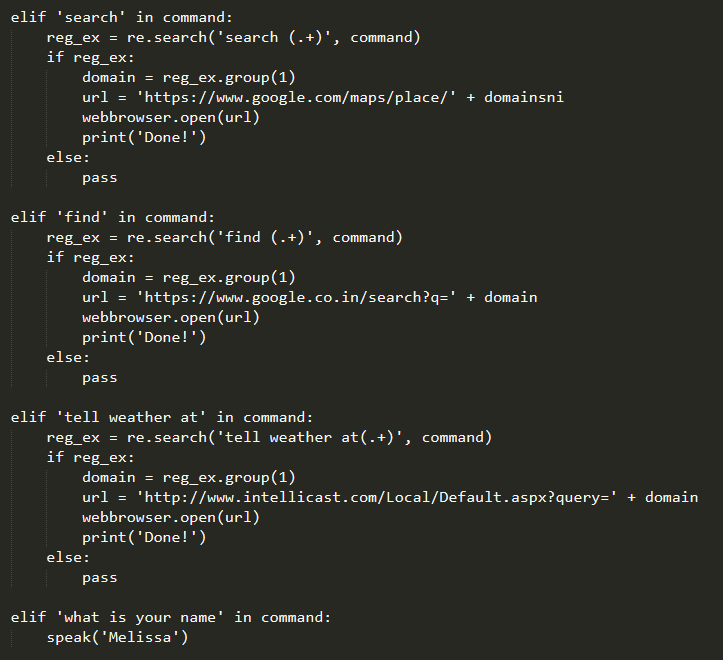 elif 'search' in command:
    reg_ex = re.search('search (.+)', command)
    if reg_ex:
        domain = reg_ex.group(1)
        url = 'https://www.google.com/maps/place/' + domainsni
        webbrowser.open(url)
        print('Done!')
    else:
        pass

elif 'find' in command:
    reg_ex = re.search('find (.+)', command)
    if reg_ex:
        domain = reg_ex.group(1)
        url = 'https://www.google.co.in/search?q=' + domain
        webbrowser.open(url)
        print('Done!')
    else:
        pass

elif 'tell weather at' in command:
    reg_ex = re.search('tell weather at(.+)', command)
    if reg_ex:
        domain = reg_ex.group(1)
        url = 'http://www.intellicast.com/Local/Default.aspx?query=' + domain
        webbrowser.open(url)
        print('Done!')
    else:
        pass

elif 'what is your name' in command:
    speak('Melissa')